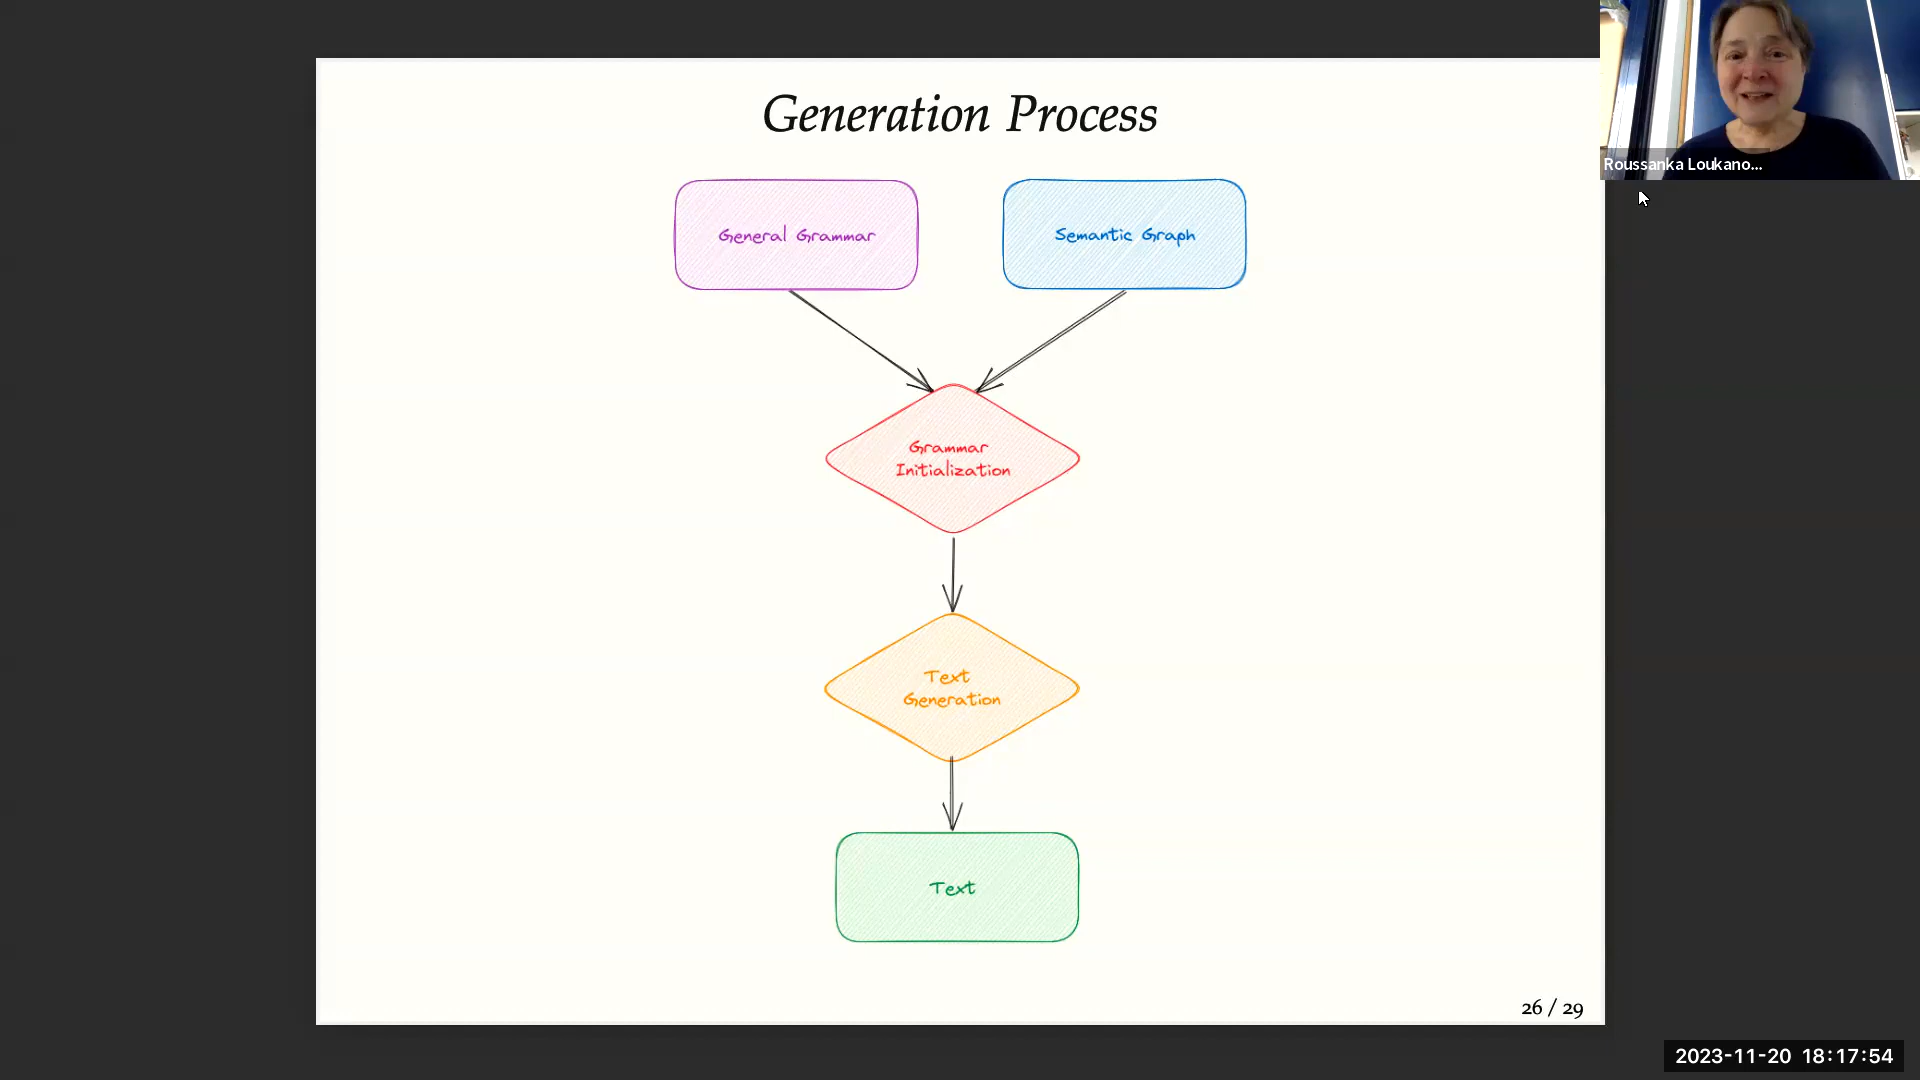 Generation Process
Roussanka Loukano...
General Grammar
Semantic Graph
Grammar
Initialization
Text
Generation
Text
26 / 29
2023-11-20 18:17:54